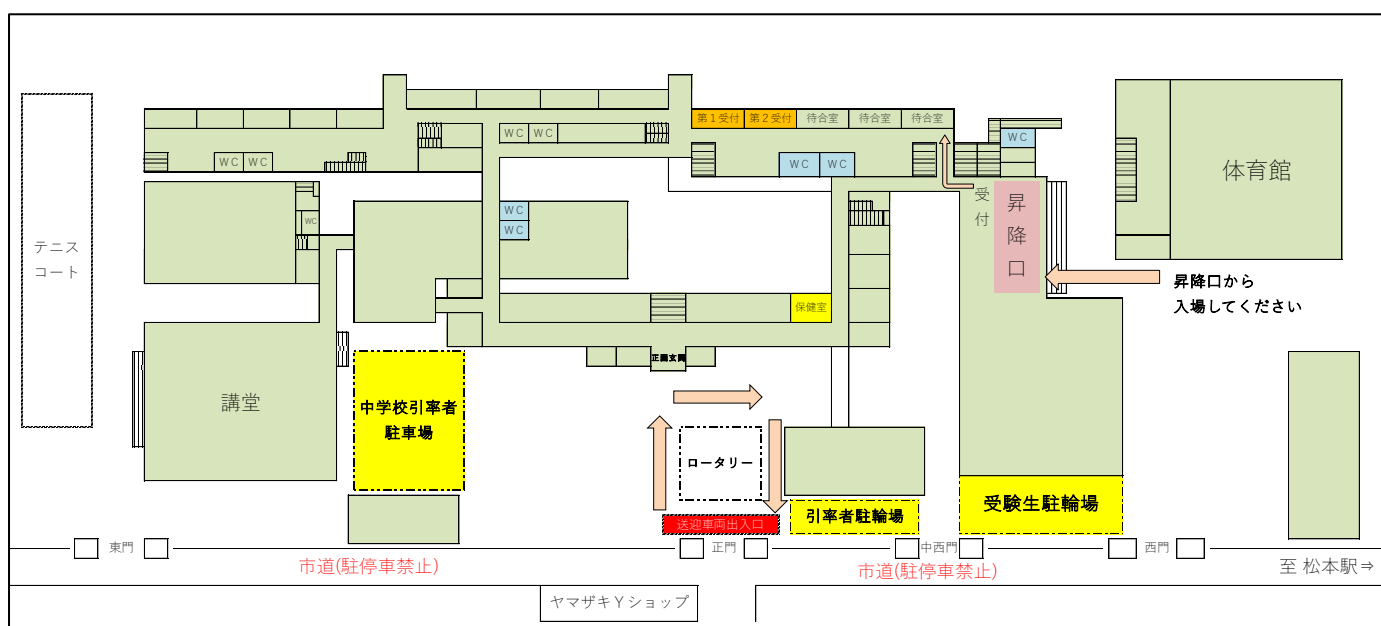 第1受付
第2受付
待合室
待合室
待合室
WC
WC
WC
WC
WC
WC
WC
体育館
受付
昇降口
WC
WC
WC
テニス
コート
昇降口から
入場してください
保健室
正面玄関
講堂
中学校引率者
駐車場
ロータリー
受験生駐輪場
引率者駐輪場
送迎車両出入口
東門
正門
中西門
西門
市道(駐停車禁止)
市道(駐停車禁止)
至 松本駅⇒
ヤマザキYショップ